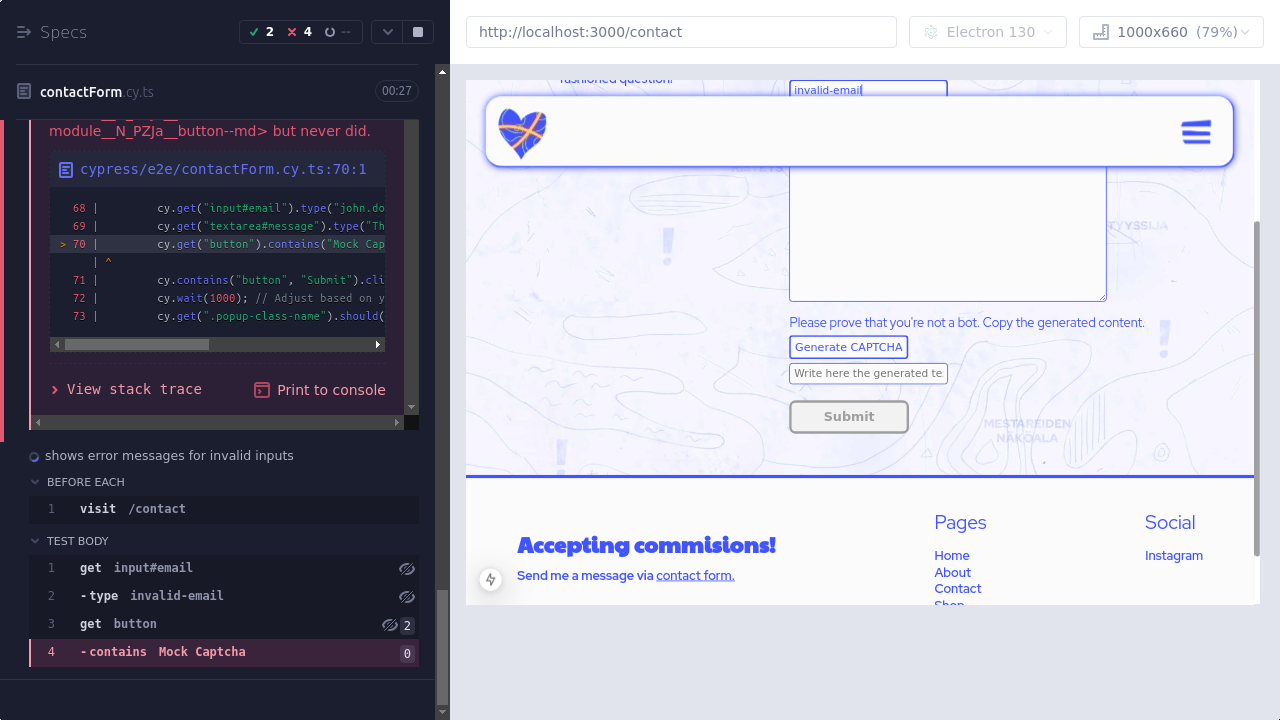 Specs
2
4
--
contactForm.cy.ts
00:27
module__N_PZJa__button--md> but never did.
cypress/e2e/contactForm.cy.ts:70:1
68 | cy.get("input#email").type("john.do
69 | cy.get("textarea#message").type("Th
> 70 | cy.get("button").contains("Mock Cap
| ^
71 | cy.contains("button", "Submit").cli
72 | cy.wait(1000); // Adjust based on y
73 | cy.get(".popup-class-name").should(
View stack trace
Print to console
shows error messages for invalid inputs
BEFORE EACH
1 visit /contact
TEST BODY
1 get input#email
2 -type invalid-email
3 get button 2
4 -contains Mock Captcha 0
http://localhost:3000/contact
Electron 130
1000x660 (79%)
invalid-email
Please prove that you're not a bot. Copy the generated content.
Generate CAPTCHA
Write here the generated te
Submit
MESTAREIDEN
NÄKÖALA
Accepting commisions!
Send me a message via contact form.
Pages
Home
About
Contact
Shop
Social
Instagram